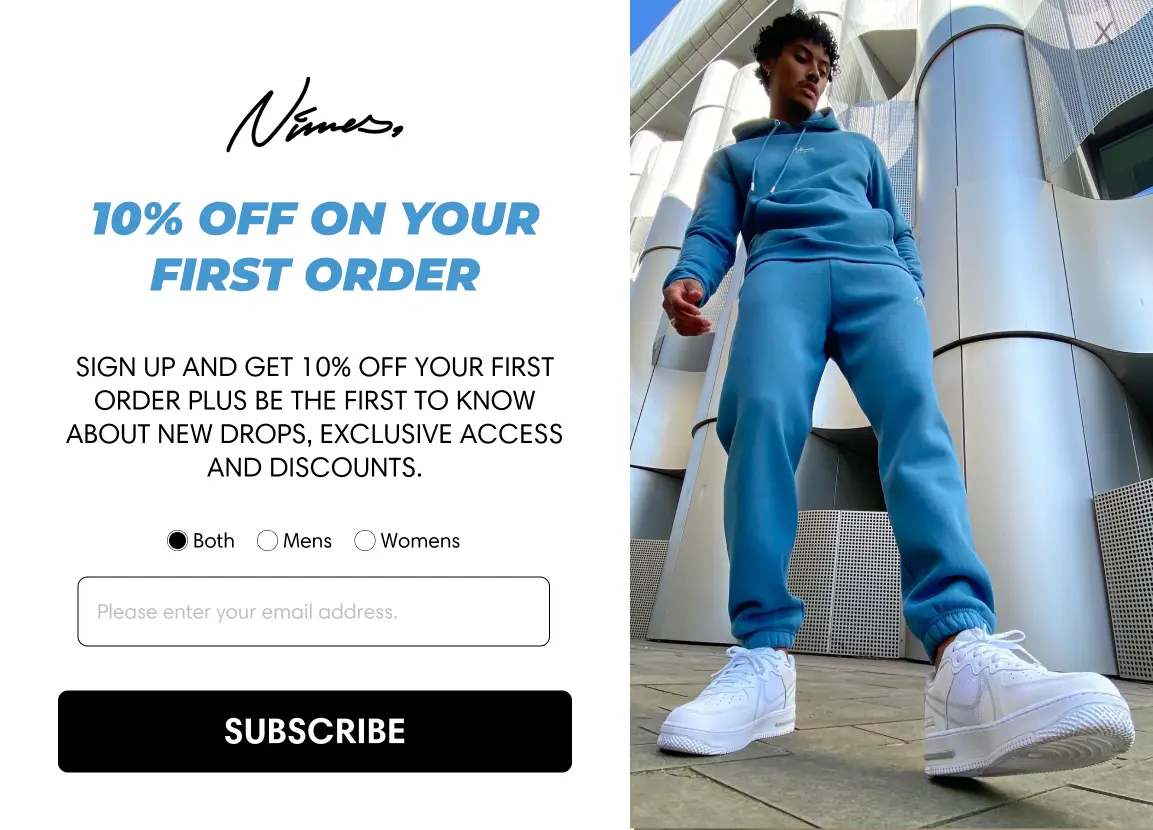 Nimes,
10% OFF ON YOUR
FIRST ORDER
SIGN UP AND GET 10% OFF YOUR FIRST
ORDER PLUS BE THE FIRST TO KNOW
ABOUT NEW DROPS, EXCLUSIVE ACCESS
AND DISCOUNTS.
Both Mens Womens
Please enter your email address.
SUBSCRIBE
X
Nimes